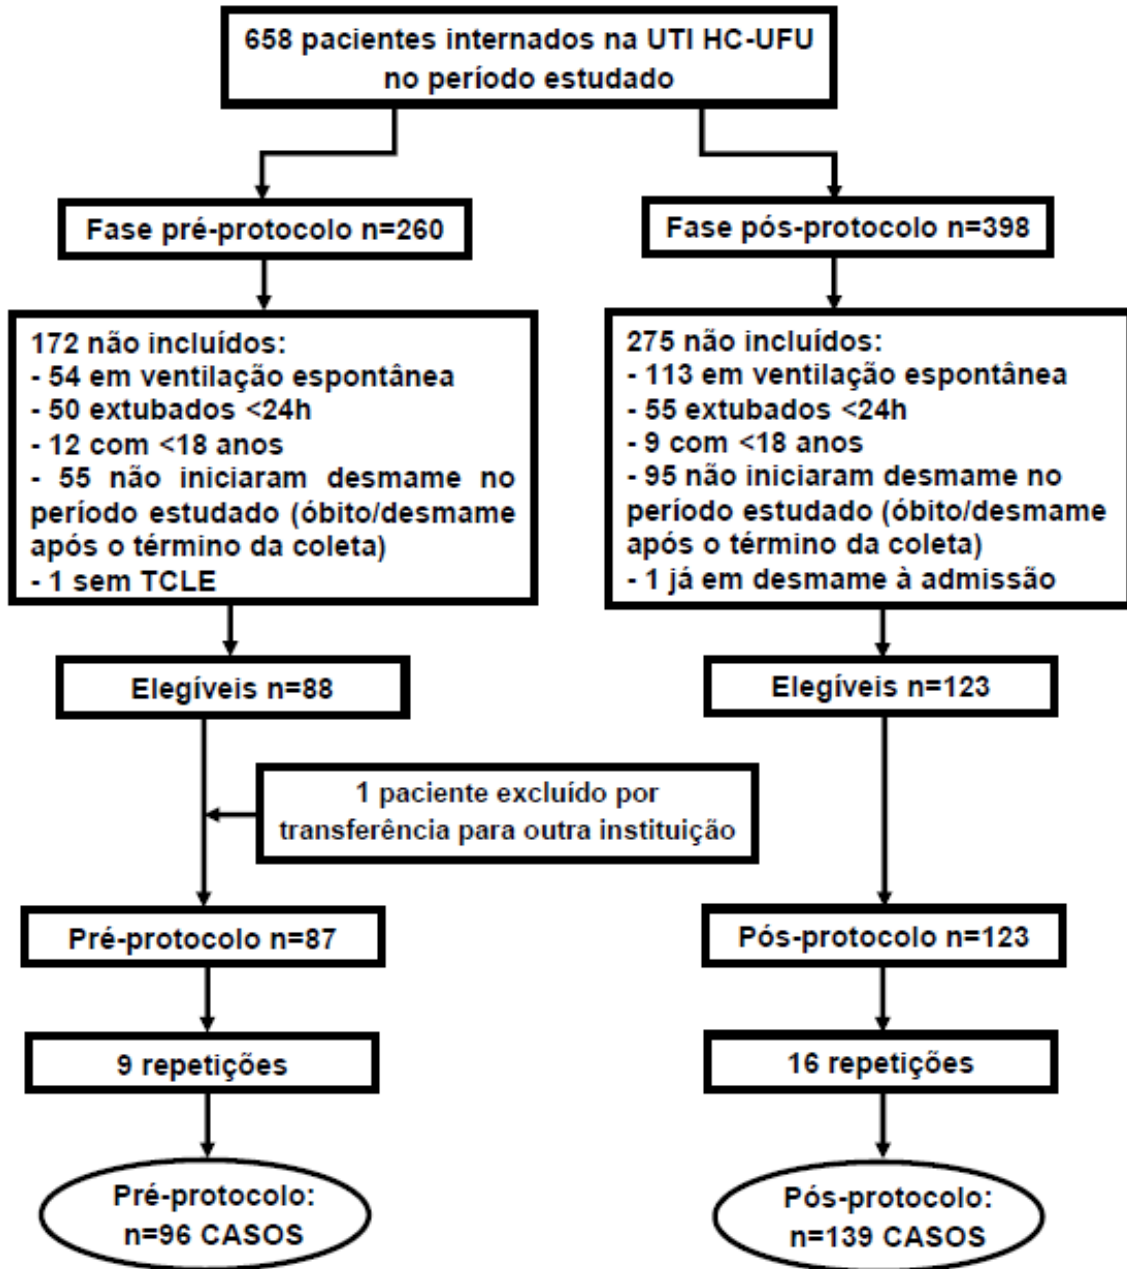 658 pacientes internados na UTI HC-UFU
no período estudado
Fase pré-protocolo n=260
Fase pós-protocolo n=398
172 não incluídos:
- 54 em ventilação espontânea
- 50 extubados <24h
- 12 com <18 anos
- 55 não iniciaram desmame no
período estudado (óbito/desmame
após o término da coleta)
- 1 sem TCLE
275 não incluídos:
- 113 em ventilação espontânea
- 55 extubados <24h
- 9 com <18 anos
- 95 não iniciaram desmame no
período estudado (óbito/desmame
após o término da coleta)
- 1 já em desmame à admissão
Elegíveis n=88
Elegíveis n=123
1 paciente excluído por
transferência para outra instituição
Pré-protocolo n=87
Pós-protocolo n=123
9 repetições
16 repetições
Pré-protocolo:
n=96 CASOS
Pós-protocolo:
n=139 CASOS